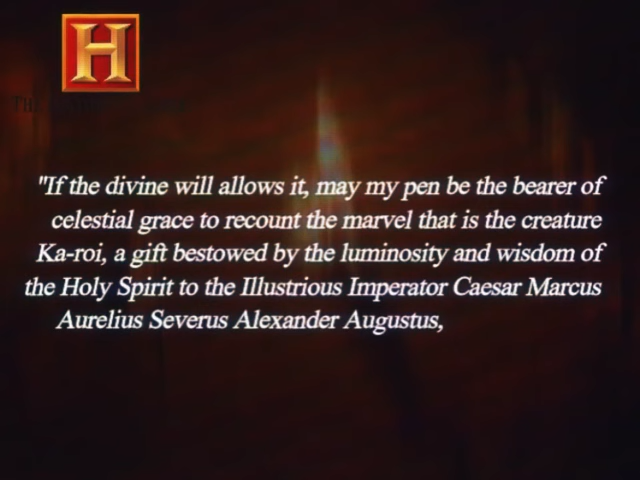 H
"If the divine will allows it, may my pen be the bearer of
celestial grace to recount the marvel that is the creature
Ka-roi, a gift bestowed by the luminosity and wisdom of
the Holy Spirit to the Illustrious Imperator Caesar Marcus
Aurelius Severus Alexander Augustus,